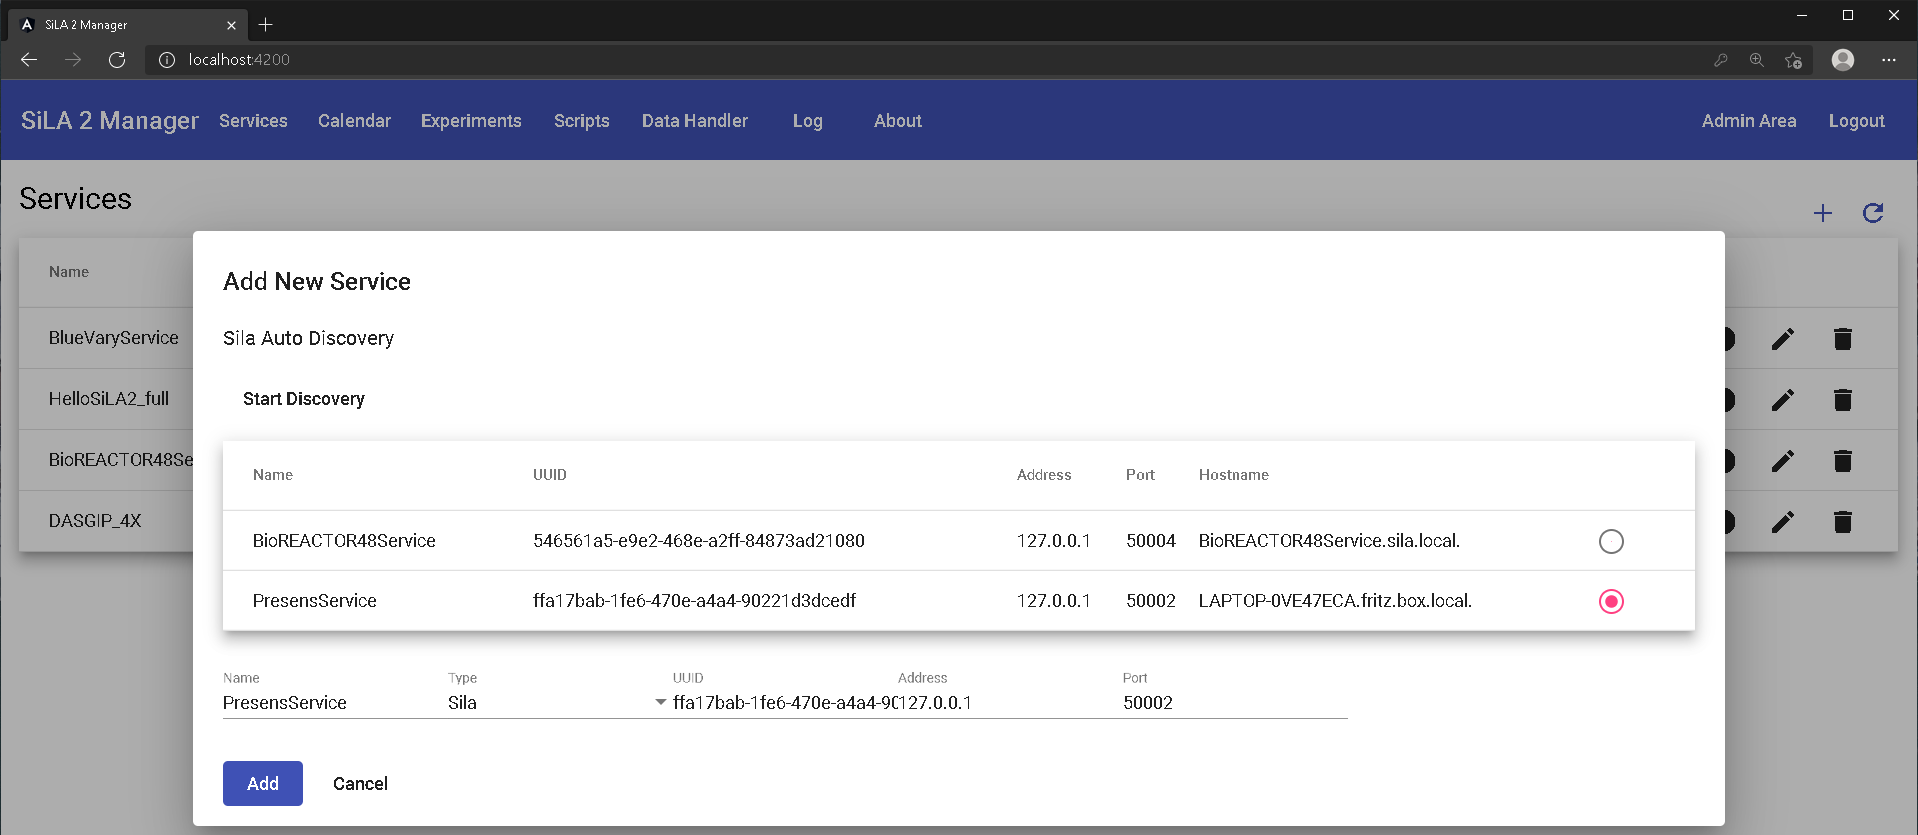 SiLA 2 Manager
localhost:4200
SiLA 2 Manager Services Calendar Experiments Scripts Data Handler Log About Admin Area Logout
Services
Name
BlueVaryService
HelloSiLA2_full
BioREACTOR48Se
DASGIP_4X
Add New Service
Sila Auto Discovery
Start Discovery
Name UUID Address Port Hostname
BioREACTOR48Service 546561a5-e9e2-468e-a2ff-84873ad21080 127.0.0.1 50004 BioREACTOR48Service.sila.local.
PresensService ffa17bab-1fe6-470e-a4a4-90221d3dcedf 127.0.0.1 50002 LAPTOP-0VE47ECA.fritz.box.local.
Name Type UUID Address Port
PresensService Sila ffa17bab-1fe6-470e-a4a4-90 127.0.0.1 50002
Add Cancel